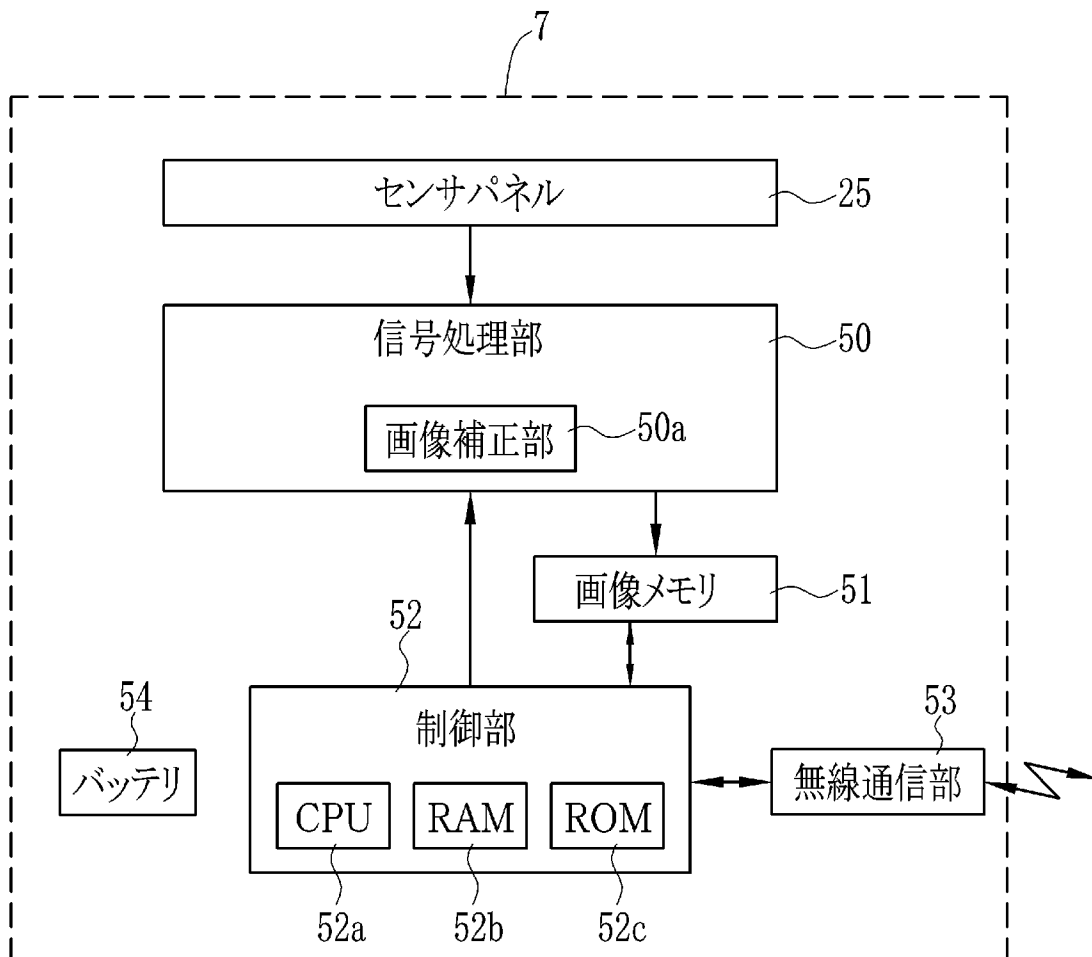 7
センサパネル
25
信号処理部
50
画像補正部
50a
画像メモリ
51
52
制御部
54
バッテリ
53
無線通信部
CPU
RAM
ROM
52a
52b
52c